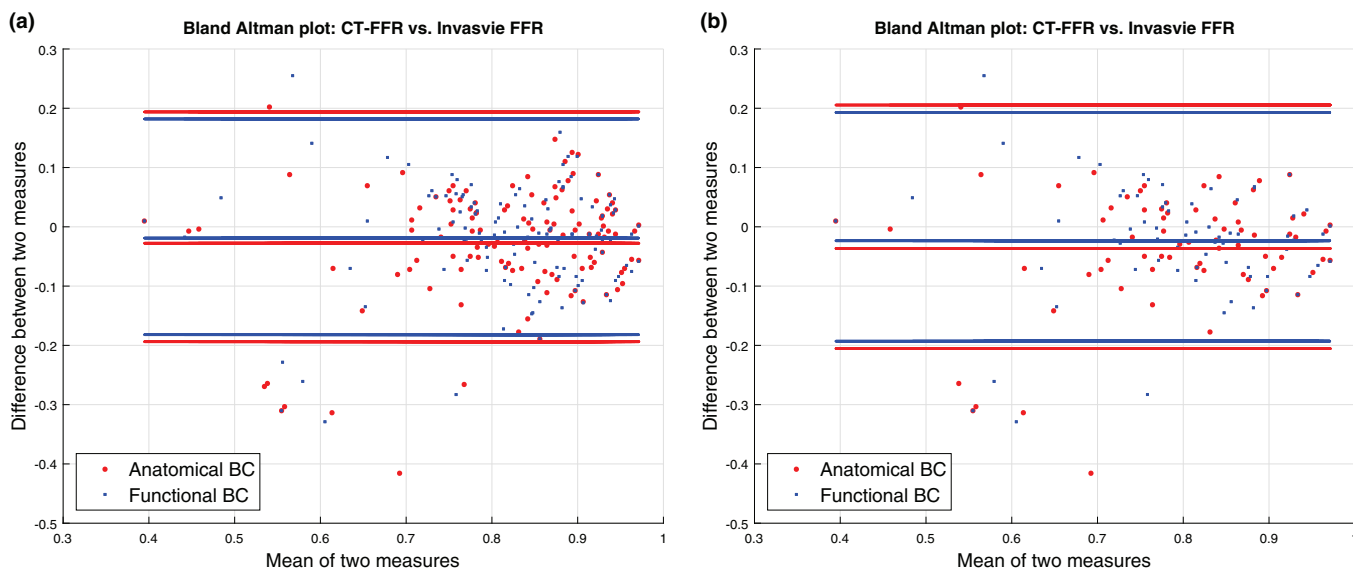 (a)
Bland Altman plot: CT-FFR vs. Invasvie FFR
0.3
0.2
0.1
0
-0.1
-0.2
-0.3
-0.4
-0.5
Difference between two measures
Anatomical BC
Functional BC
0.3 0.4 0.5 0.6 0.7 0.8 0.9 1
Mean of two measures
(b)
Bland Altman plot: CT-FFR vs. Invasvie FFR
0.3
0.2
0.1
0
-0.1
-0.2
-0.3
-0.4
-0.5
Difference between two measures
Anatomical BC
Functional BC
0.3 0.4 0.5 0.6 0.7 0.8 0.9 1
Mean of two measures